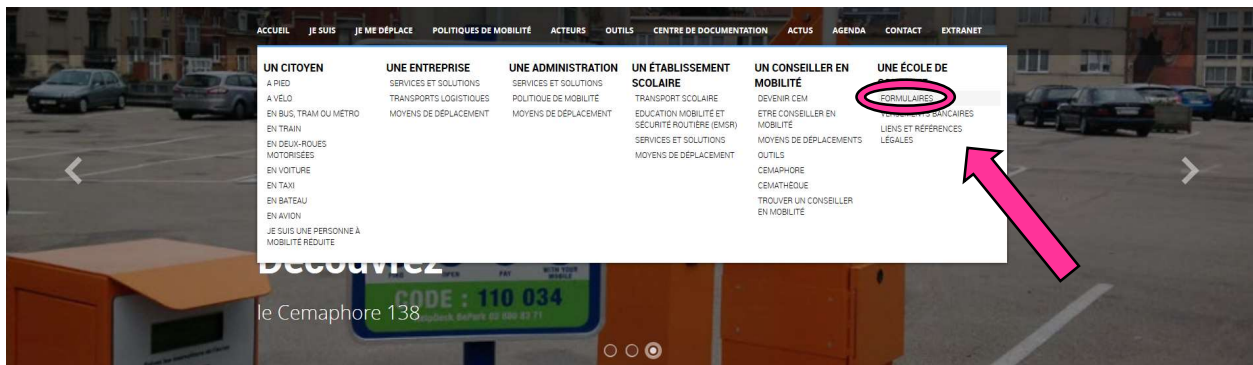 ACCUEIL JE SUIS JE ME DÉPLACE POLITIQUES DE MOBILITÉ ACTEURS OUTILS CENTRE DE DOCUMENTATION ACTUS AGENDA CONTACT EXTRANET
UN CITOYEN
A PIED
A VÉLO
EN BUS, TRAM OU MÉTRO
EN TRAIN
EN DEUX-ROUES
MOTORISÉES
EN VOITURE
EN TAXI
EN BATEAU
EN AVION
JE SUIS UNE PERSONNE À
MOBILITÉ RÉDUITE
UNE ENTREPRISE
SERVICES ET SOLUTIONS
TRANSPORTS LOGISTIQUES
MOYENS DE DÉPLACEMENT
UNE ADMINISTRATION
SERVICES ET SOLUTIONS
POLITIQUE DE MOBILITÉ
MOYENS DE DÉPLACEMENT
UN ÉTABLISSEMENT
SCOLAIRE
TRANSPORT SCOLAIRE
EDUCATION MOBILITÉ ET
SÉCURITÉ ROUTIÈRE (EMSR)
SERVICES ET SOLUTIONS
MOYENS DE DÉPLACEMENT
UN CONSEILLER EN
MOBILITÉ
DEVENIR CEM
ETRE CONSEILLER EN
MOBILITÉ
MOYENS DE DÉPLACEMENTS
OUTILS
CEMAPHORE
CEMATHÈQUE
TROUVER UN CONSEILLER
EN MOBILITÉ
UNE ÉCOLE DE
FORMULAIRES
VERSEMENTS BANCAIRES
LIENS ET RÉFÉRENCES
LÉGALES
Découvrez
OPEN PAY WITH YOUR
MOBILE
CODE : 110 034
le Cemaphore 138